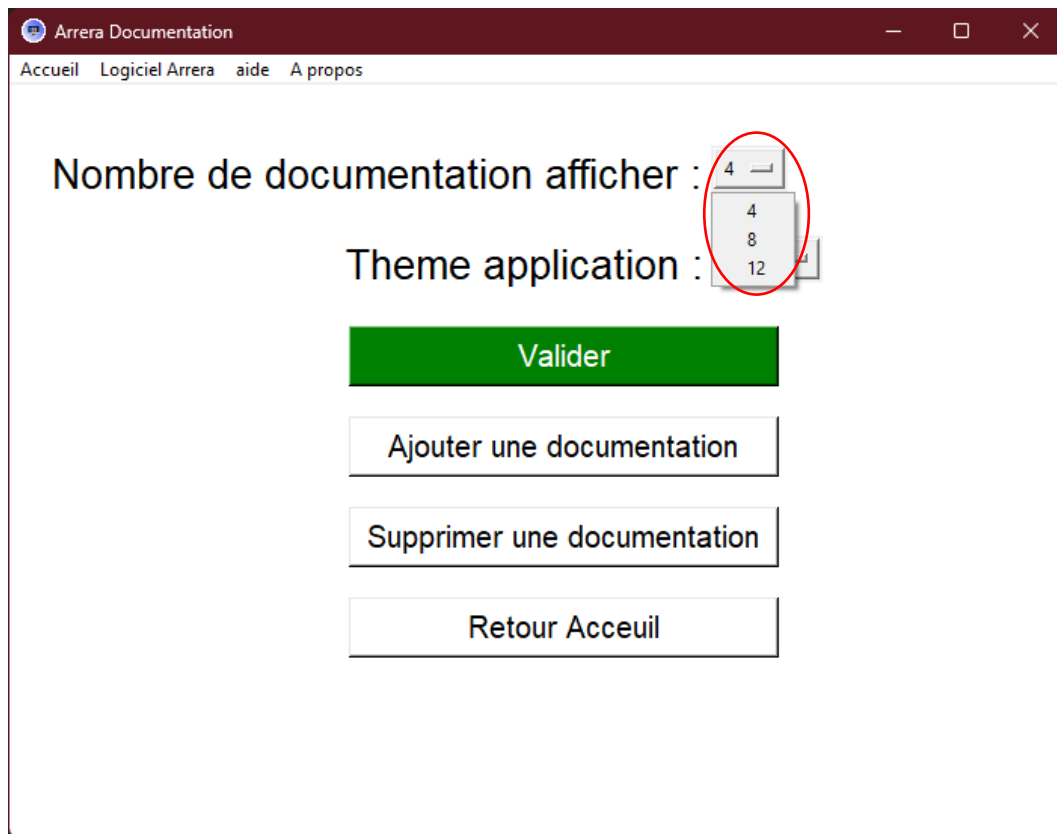 Arrera Documentation
Accueil Logiciel Arrera aide A propos
Nombre de documentation afficher : 4
4
8
12
Theme application :
Valider
Ajouter une documentation
Supprimer une documentation
Retour Acceuil